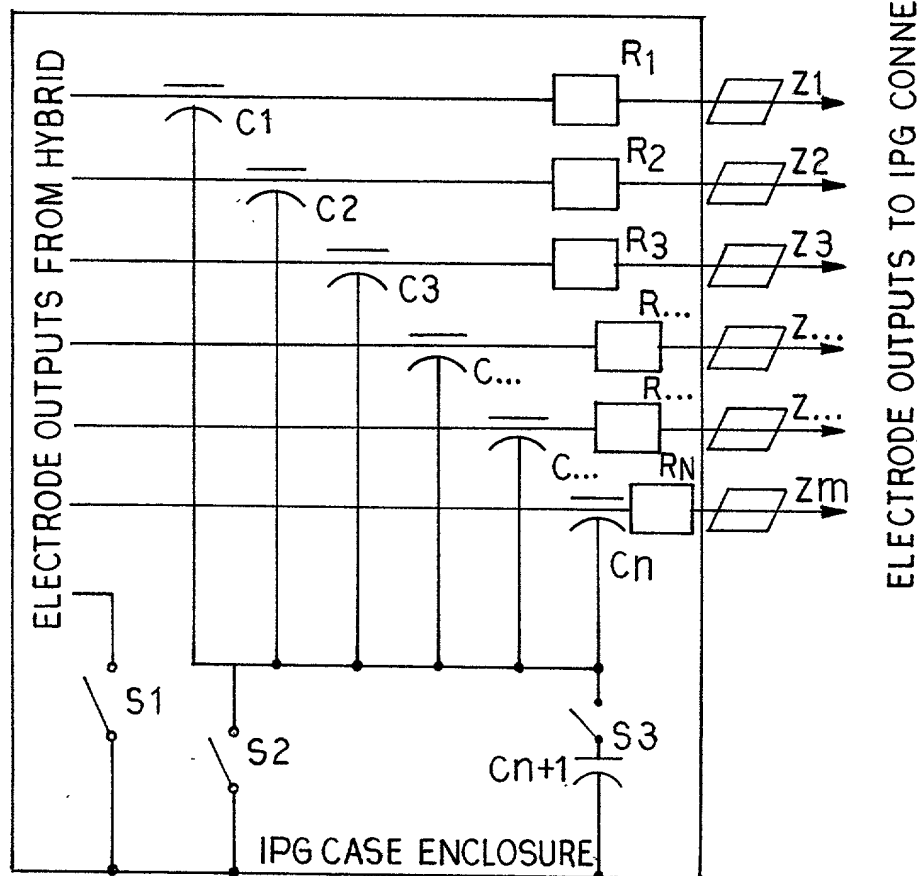 ELECTRODE OUTPUTS FROM HYBRID
R1
Z1
C1
R2
Z2
C2
R3
Z3
C3
R...
Z...
C...
R...
Z...
C...
RN
Zm
Cn
S1
S2
S3
Cn+1
IPG CASE ENCLOSURE
ELECTRODE OUTPUTS TO IPG